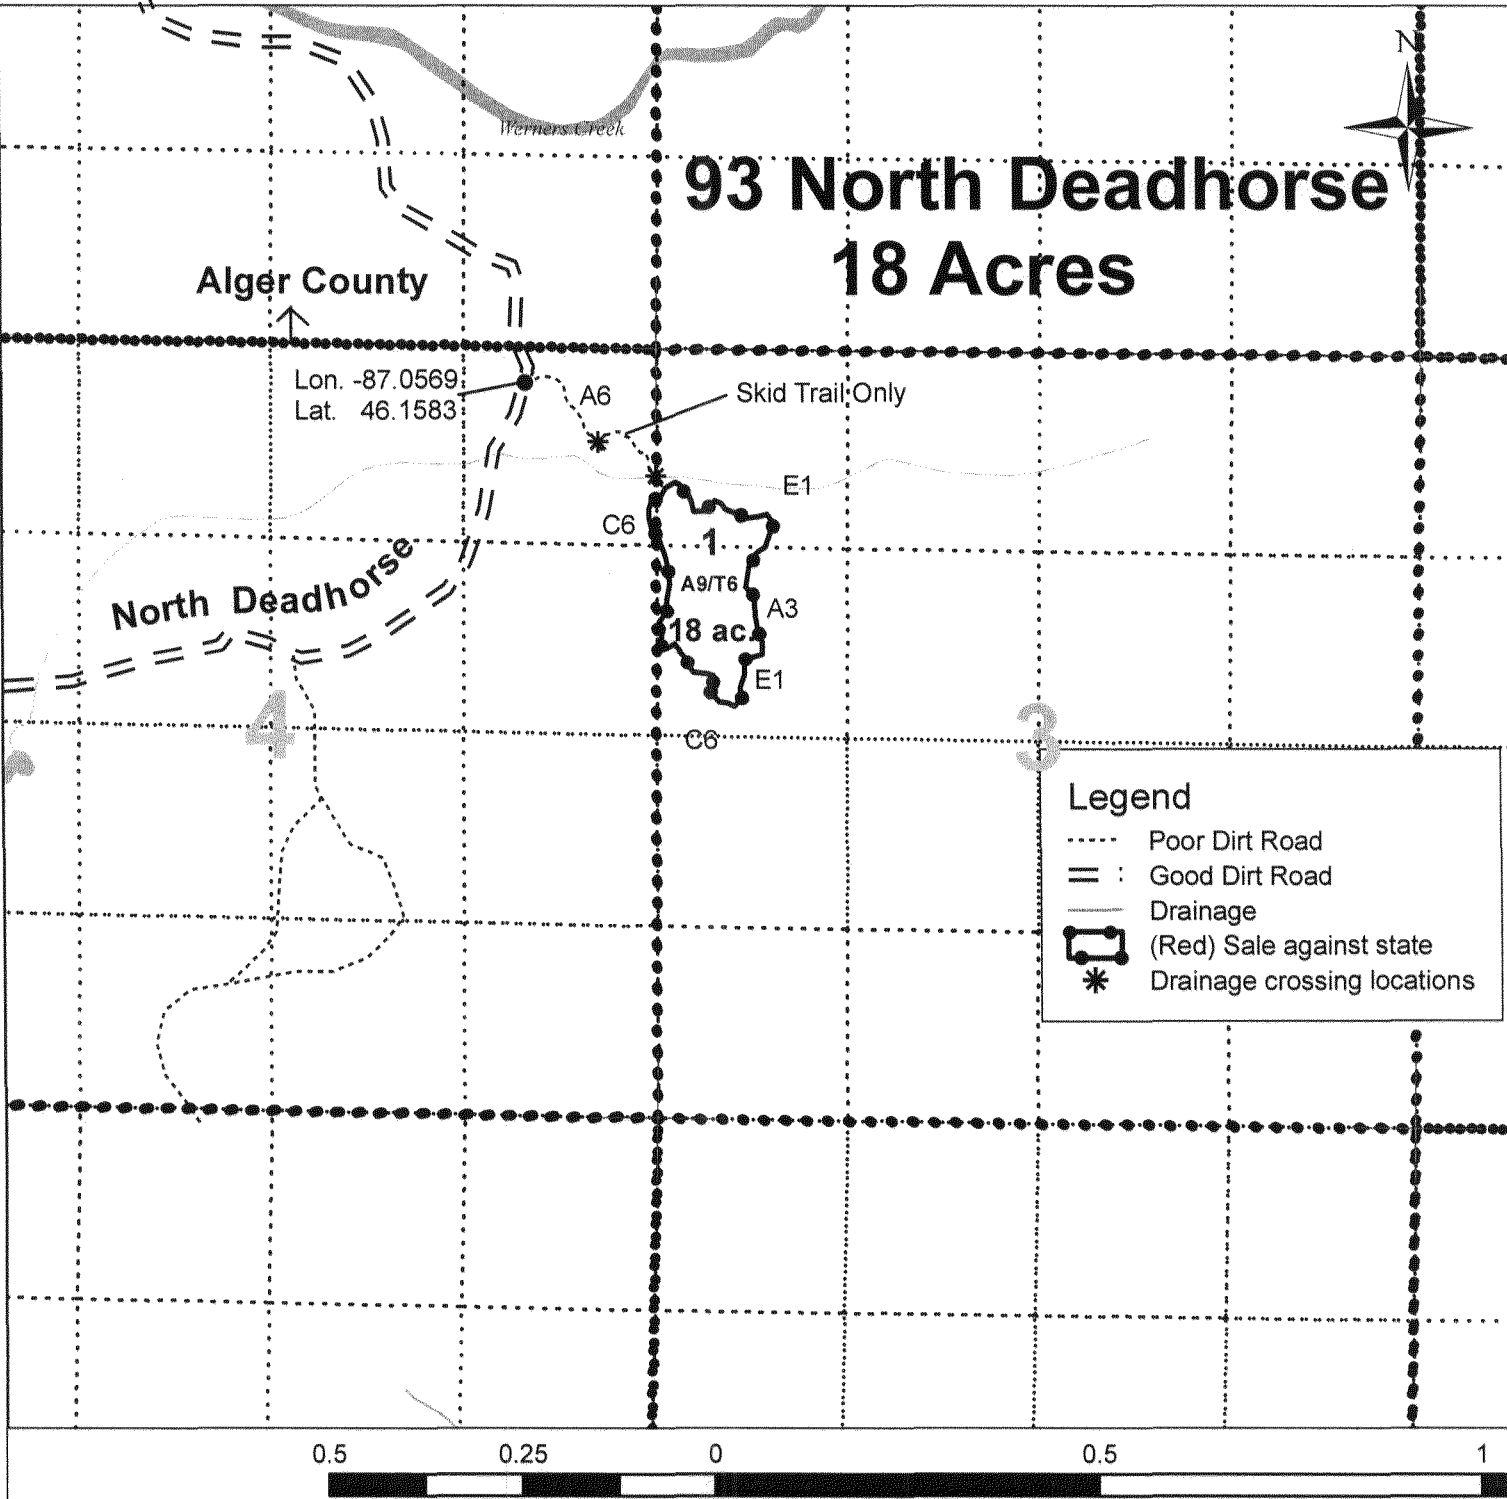 N
Werners Creek
93 North Deadhorse
18 Acres
Alger County
Lon. -87.0569
Lat. 46.1583
A6
Skid Trail Only
E1
C6
1
North Deadhorse
A9/T6
A3
18 ac.
E1
4
3
C6
Legend
Poor Dirt Road
Good Dirt Road
Drainage
(Red) Sale against state
Drainage crossing locations
0.5 0.25 0 0.5 1